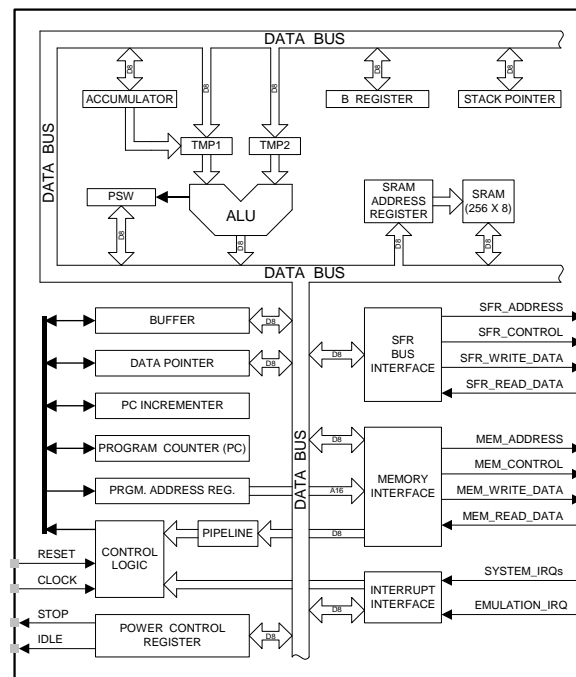 DATA BUS
D8
D8
D8
D8
D8
ACCUMULATOR
B REGISTER
STACK POINTER
DATA BUS
TMP1
TMP2
PSW
ALU
SRAM
ADDRESS
REGISTER
SRAM
(256 X 8)
D8
D8
D8
D8
DATA BUS
BUFFER
D8
DATA POINTER
D8
PC INCREMENTER
PROGRAM COUNTER (PC)
PRGM. ADDRESS REG.
A16
DATA BUS
D8
SFR
BUS
INTERFACE
SFR_ADDRESS
SFR_CONTROL
SFR_WRITE_DATA
SFR_READ_DATA
D8
MEMORY
INTERFACE
MEM_ADDRESS
MEM_CONTROL
MEM_WRITE_DATA
MEM_READ_DATA
PIPELINE
D8
CONTROL
LOGIC
RESET
CLOCK
INTERRUPT
INTERFACE
D8
SYSTEM_IRQs
EMULATION_IRQ
STOP
IDLE
POWER CONTROL
REGISTER
D8